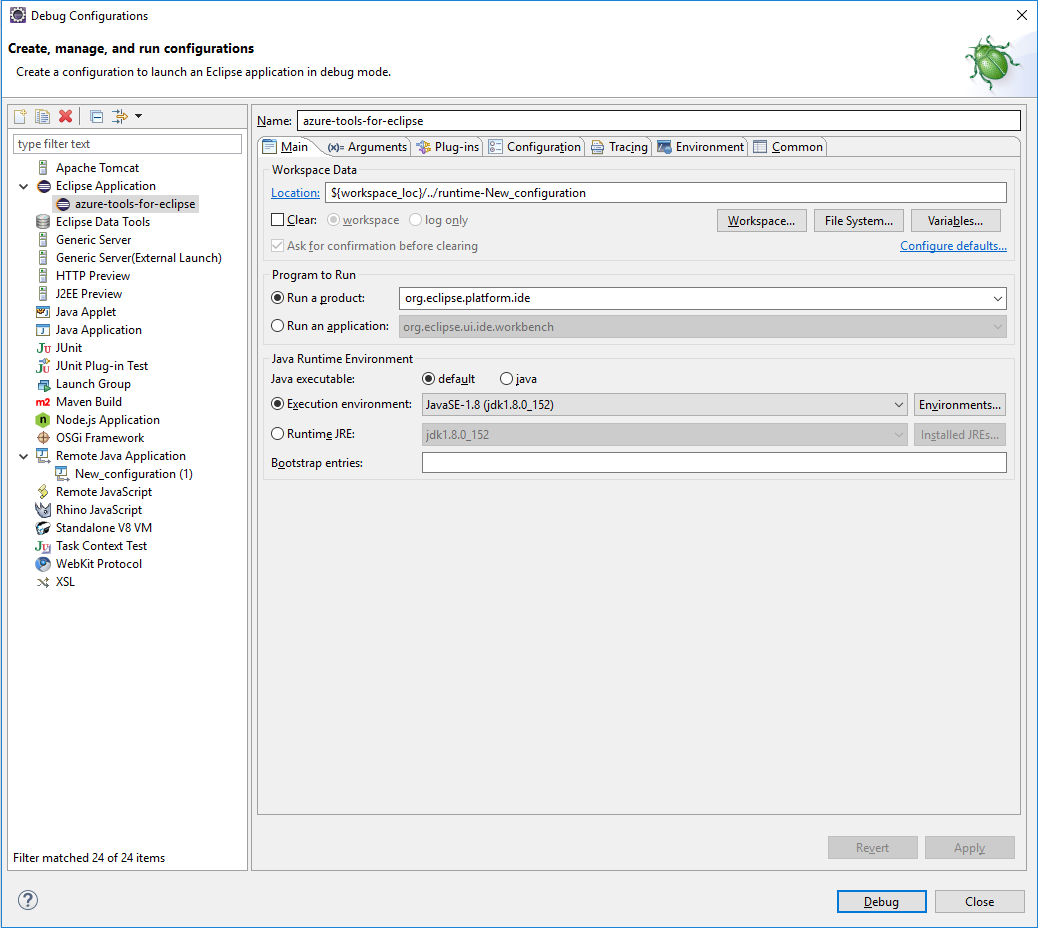 Debug Configurations
Create, manage, and run configurations
Create a configuration to launch an Eclipse application in debug mode.
type filter text
Apache Tomcat
Eclipse Application
azure-tools-for-eclipse
Eclipse Data Tools
Generic Server
Generic Server(External Launch)
HTTP Preview
J2EE Preview
Java Applet
Java Application
JUnit
JUnit Plug-in Test
Launch Group
m2 Maven Build
Node.js Application
OSGi Framework
Remote Java Application
New_configuration (1)
Remote JavaScript
Rhino JavaScript
Standalone V8 VM
Task Context Test
WebKit Protocol
XSL
Filter matched 24 of 24 items
Name: azure-tools-for-eclipse
Main (x)= Arguments Plug-ins Configuration Tracing Environment Common
Workspace Data
Location: ${workspace_loc}/../runtime-New_configuration
Clear: workspace log only Workspace... File System... Variables...
Ask for confirmation before clearing Configure defaults...
Program to Run
Run a product: org.eclipse.platform.ide
Run an application: org.eclipse.ui.ide.workbench
Java Runtime Environment
Java executable: default java
Execution environment: JavaSE-1.8 (jdk1.8.0_152) Environments...
Runtime JRE: jdk1.8.0_152 Installed JREs...
Bootstrap entries:
Revert Apply
? Debug Close